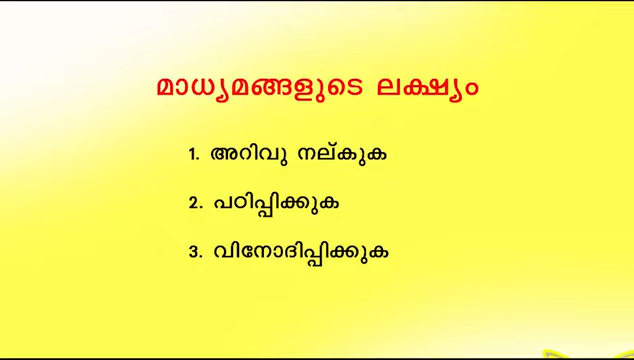 മാധ്യമങ്ങളുടെ ലക്ഷ്യം
1. അറിവു നല്കുക
2. പഠിപ്പിക്കുക
3. വിനോദിപ്പിക്കുക